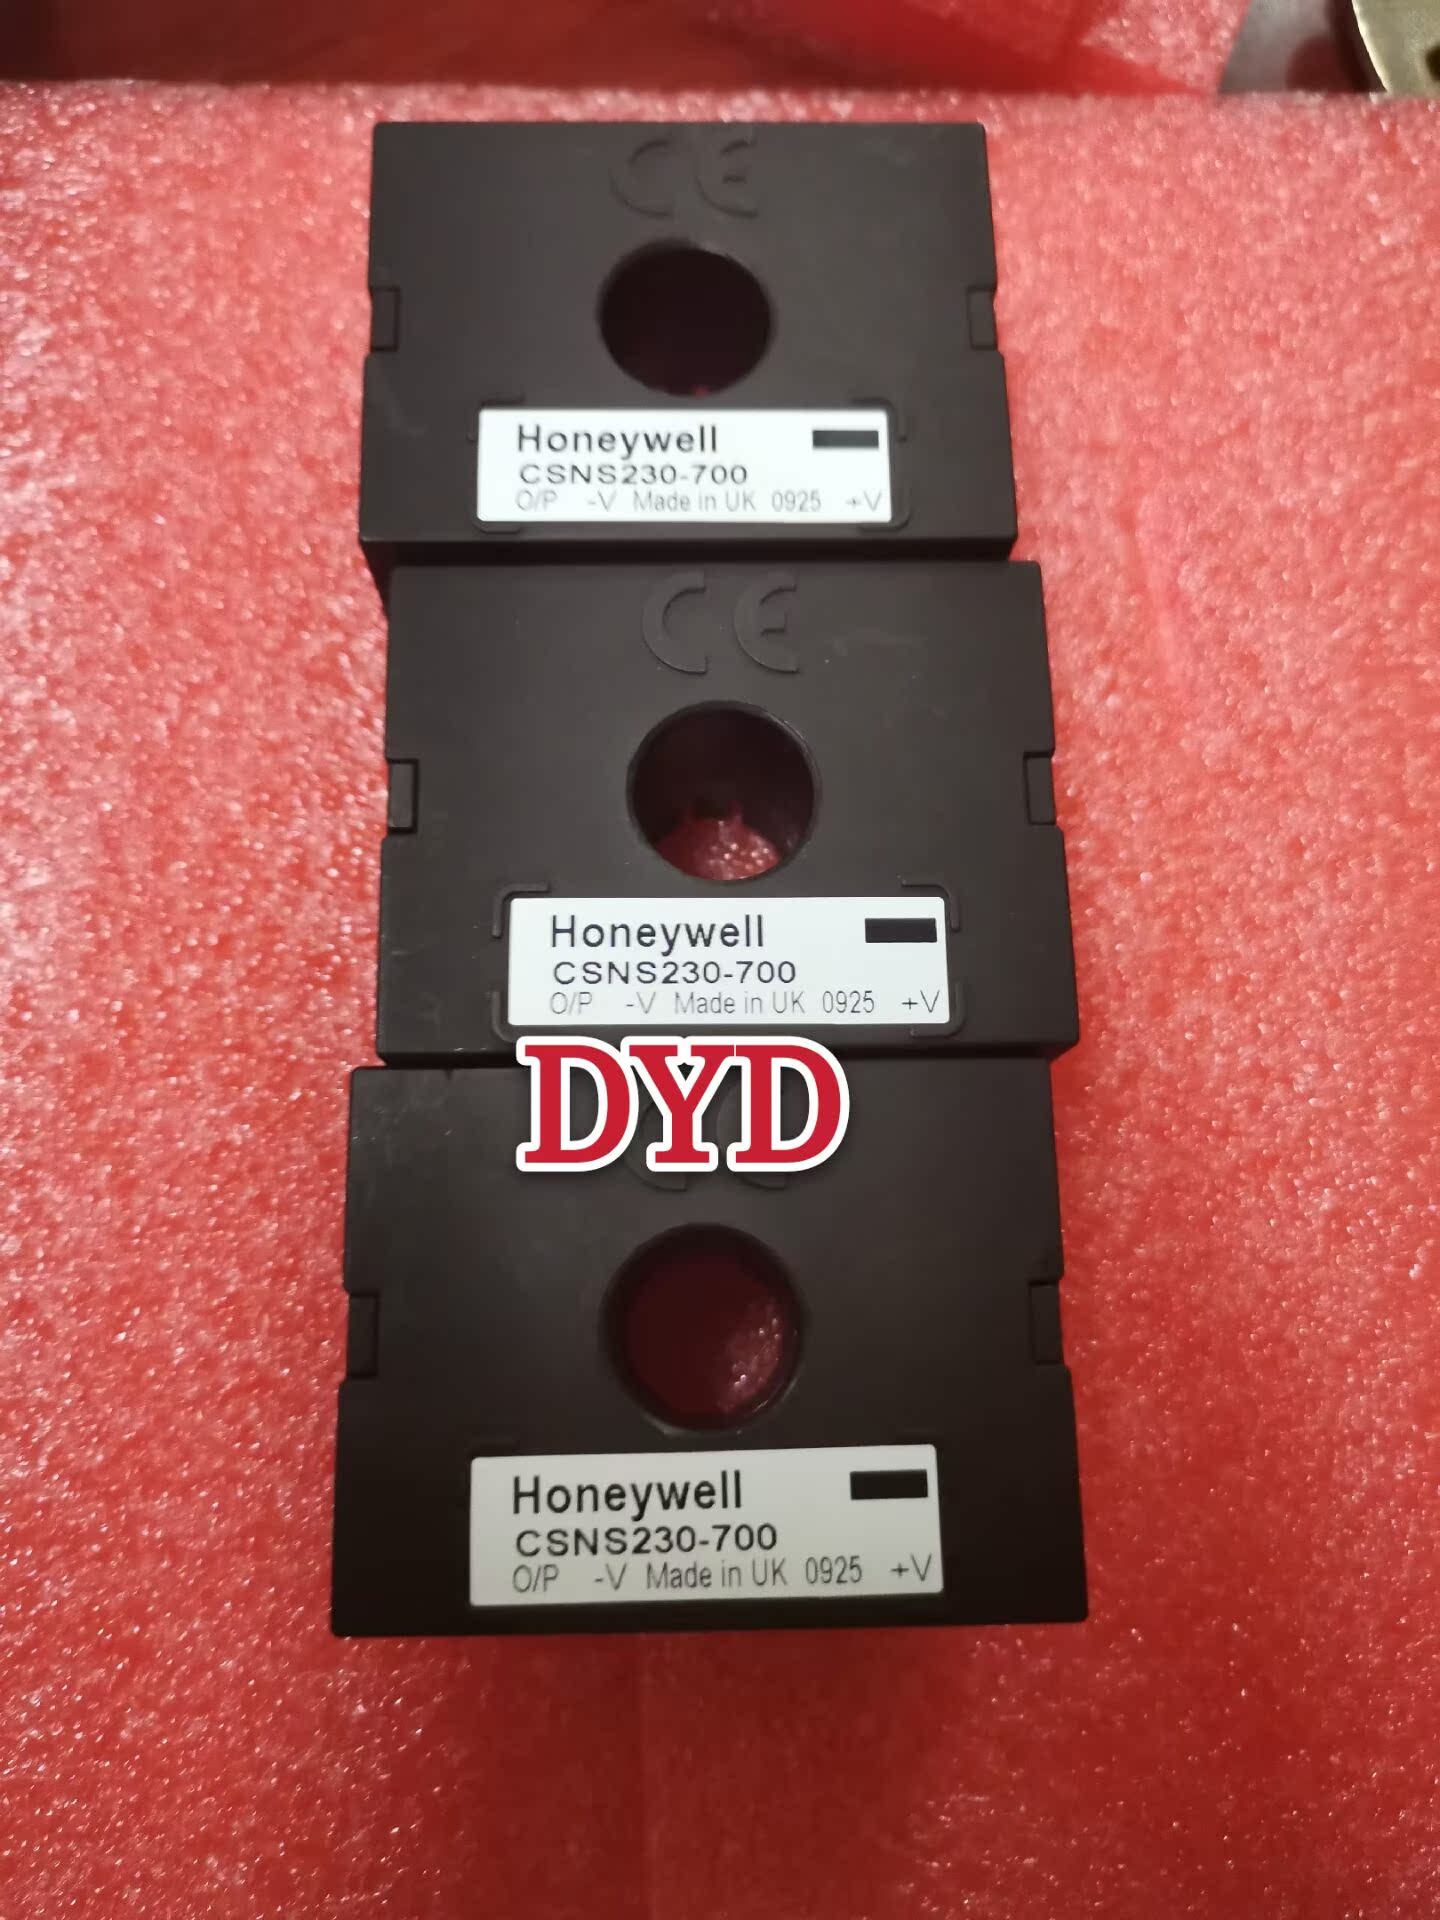 CE
Honeywell
CSNS230-700
O/P -V Made in UK 0925 +V
CE
Honeywell
CSNS230-700
O/P -V Made in UK 0925 +V
DYD
Honeywell
CSNS230-700
O/P -V Made in UK 0925 +V